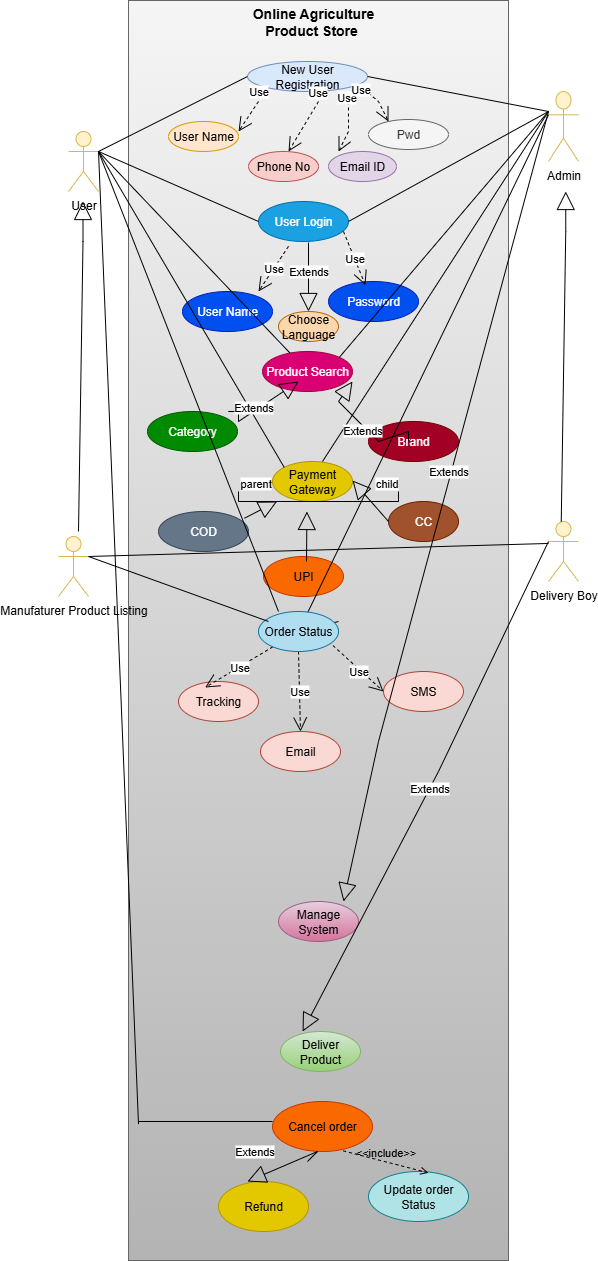 Online Agriculture
Product Store
New User
Registration
Use
Use
Use
Use
User Name
Phone No
Email ID
Pwd
User
Admin
User Login
Use
Extends
Use
User Name
Choose
Language
Password
Product Search
Extends
Category
Extends
Brand
Extends
parent
Payment
Gateway
child
COD
CC
UPI
Manufaturer Product Listing
Delivery Boy
Order Status
Use
Use
Use
Tracking
SMS
Email
Extends
Manage
System
Deliver
Product
Cancel order
Extends
<<include>>
Refund
Update order
Status